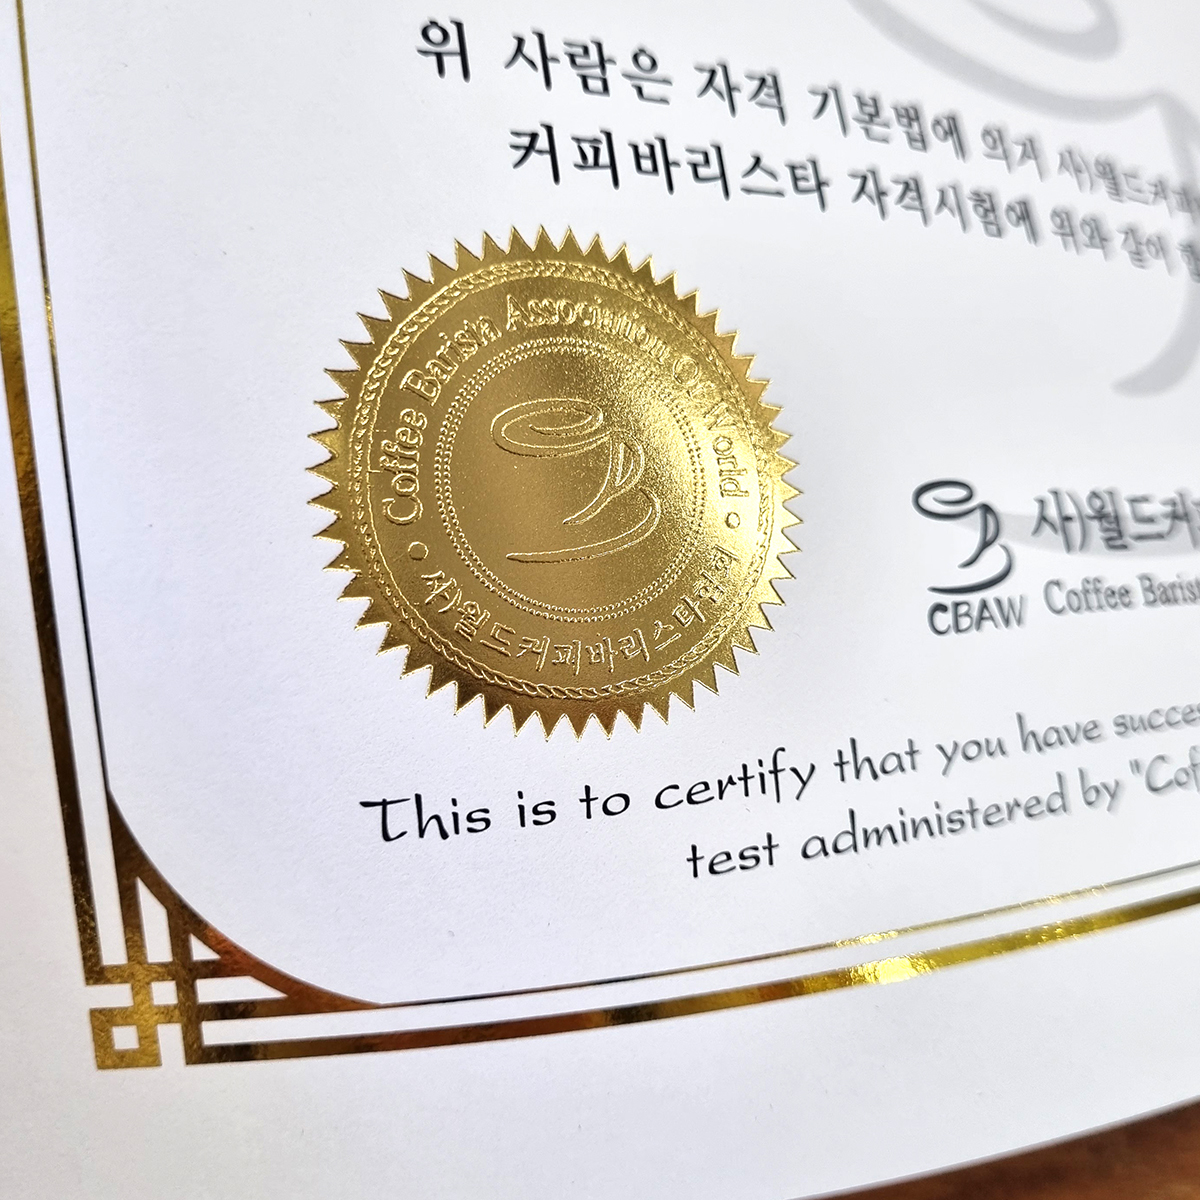 위 사람은 자격 기본법에 의거 사)월드커피
커피바리스타 자격시험에 위와 같이
Coffee Barista Association Of World
사)월드커피바리스타협회
사)월드커피
CBAW
Coffee Barist
This is to certify that you have succe
test administered by "Cof